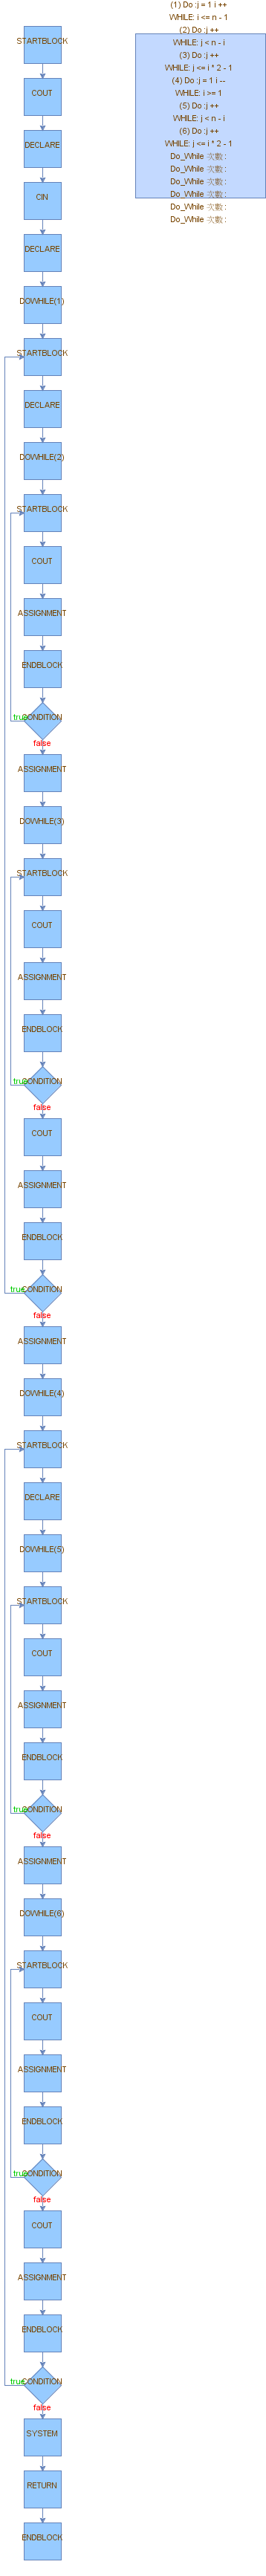 STARTBLOCK
COUT
DECLARE
CIN
DECLARE
DOWHILE(1)
STARTBLOCK
DECLARE
DOWHILE(2)
STARTBLOCK
COUT
ASSIGNMENT
ENDBLOCK
true
CONDITION
false
ASSIGNMENT
DOWHILE(3)
STARTBLOCK
COUT
ASSIGNMENT
ENDBLOCK
true
CONDITION
false
COUT
ASSIGNMENT
ENDBLOCK
true
CONDITION
false
ASSIGNMENT
DOWHILE(4)
STARTBLOCK
DECLARE
DOWHILE(5)
STARTBLOCK
COUT
ASSIGNMENT
ENDBLOCK
true
CONDITION
false
ASSIGNMENT
DOWHILE(6)
STARTBLOCK
COUT
ASSIGNMENT
ENDBLOCK
true
CONDITION
false
COUT
ASSIGNMENT
ENDBLOCK
true
CONDITION
false
SYSTEM
RETURN
ENDBLOCK
(1) Do :j = 1 i ++
WHILE: i <= n - 1
(2) Do :j ++
WHILE: j < n - i
(3) Do :j ++
WHILE: j <= i * 2 - 1
(4) Do :j = 1 i --
WHILE: i >= 1
(5) Do :j ++
WHILE: j < n - i
(6) Do :j ++
WHILE: j <= i * 2 - 1
Do_While 次數 :
Do_While 次數 :
Do_While 次數 :
Do_While 次數 :
Do_While 次數 :
Do_While 次數 :